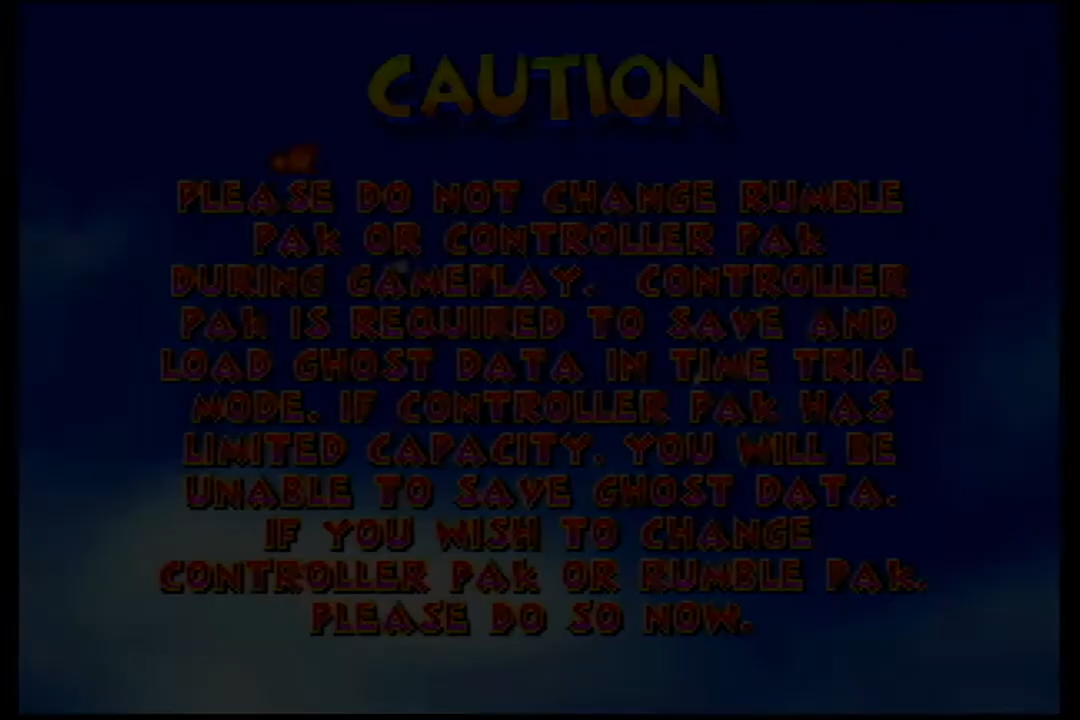 CAUTION
PLEASE DO NOT CHANGE RUMBLE
PAK OR CONTROLLER PAK
DURING GAMEPLAY. CONTROLLER
PAK IS REQUIRED TO SAVE AND
LOAD GHOST DATA IN TIME TRIAL
MODE. IF CONTROLLER PAK HAS
LIMITED CAPACITY. YOU WILL BE
UNABLE TO SAVE GHOST DATA.
IF YOU WISH TO CHANGE
CONTROLLER PAK OR RUMBLE PAK.
PLEASE DO SO NOW.